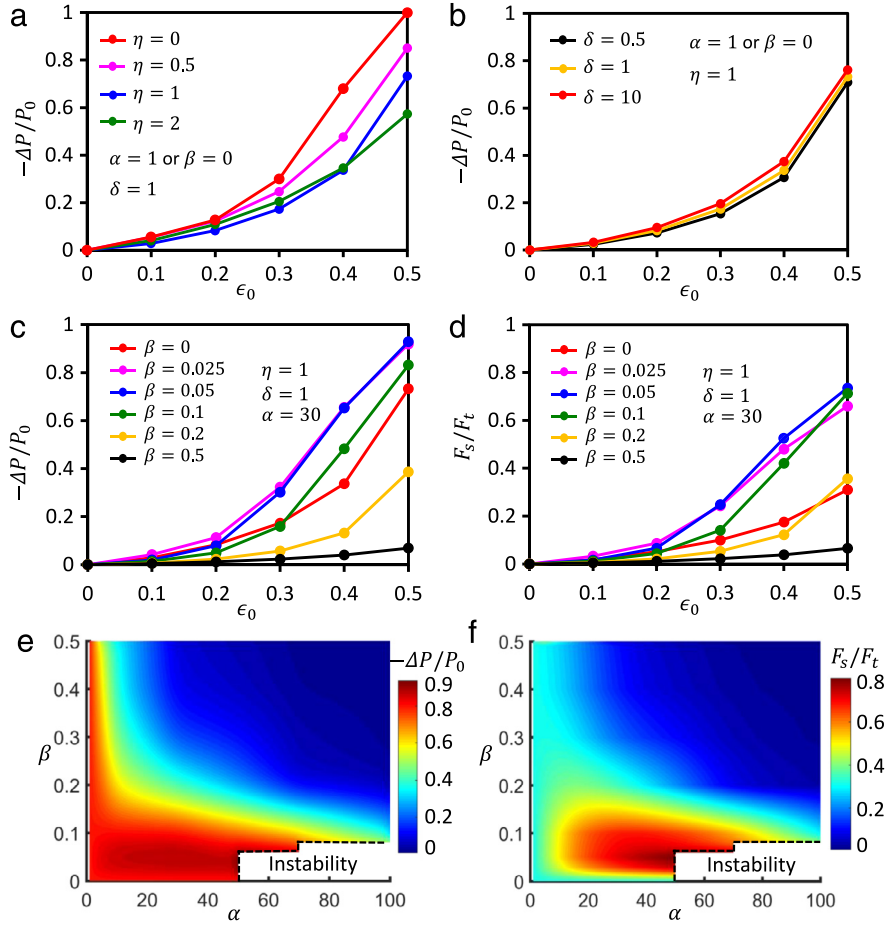 a
1
0.8
0.6
0.4
0.2
0
−ΔP/P₀
η = 0
η = 0.5
η = 1
η = 2
α = 1 or β = 0
δ = 1
0 0.1 0.2 0.3 0.4 0.5
ϵ₀
b
1
0.8
0.6
0.4
0.2
0
−ΔP/P₀
δ = 0.5
δ = 1
δ = 10
α = 1 or β = 0
η = 1
0 0.1 0.2 0.3 0.4 0.5
ϵ₀
c
1
0.8
0.6
0.4
0.2
0
−ΔP/P₀
β = 0
β = 0.025
β = 0.05
β = 0.1
β = 0.2
β = 0.5
η = 1
δ = 1
α = 30
0 0.1 0.2 0.3 0.4 0.5
ϵ₀
d
1
0.8
0.6
0.4
0.2
0
Fₛ/Fₜ
β = 0
β = 0.025
β = 0.05
β = 0.1
β = 0.2
β = 0.5
η = 1
δ = 1
α = 30
0 0.1 0.2 0.3 0.4 0.5
ϵ₀
e
0.5
0.4
0.3
0.2
0.1
0
β
Instability
0 20 40 60 80 100
α
−ΔP/P₀
0.9
0.8
0.6
0.4
0.2
0
f
0.5
0.4
0.3
0.2
0.1
0
β
Instability
0 20 40 60 80 100
α
Fₛ/Fₜ
0.8
0.6
0.4
0.2
0